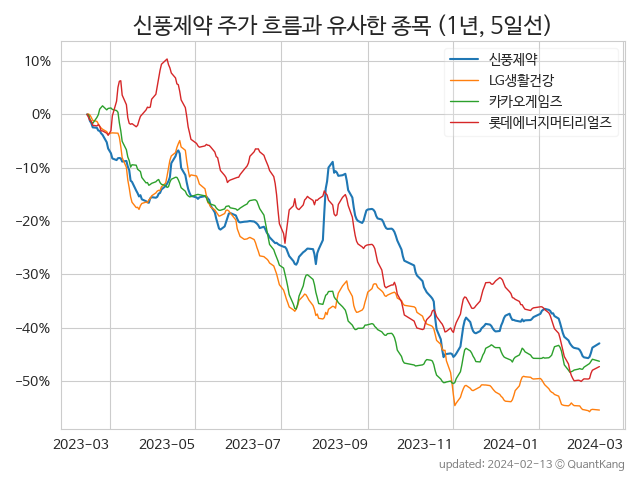 신풍제약 주가 흐름과 유사한 종목 (1년, 5일선)
신풍제약
LG생활건강
카카오게임즈
롯데에너지머티리얼즈
10%
0%
−10%
−20%
−30%
−40%
−50%
2023-03 2023-05 2023-07 2023-09 2023-11 2024-01 2024-03
updated: 2024-02-13 © QuantKang